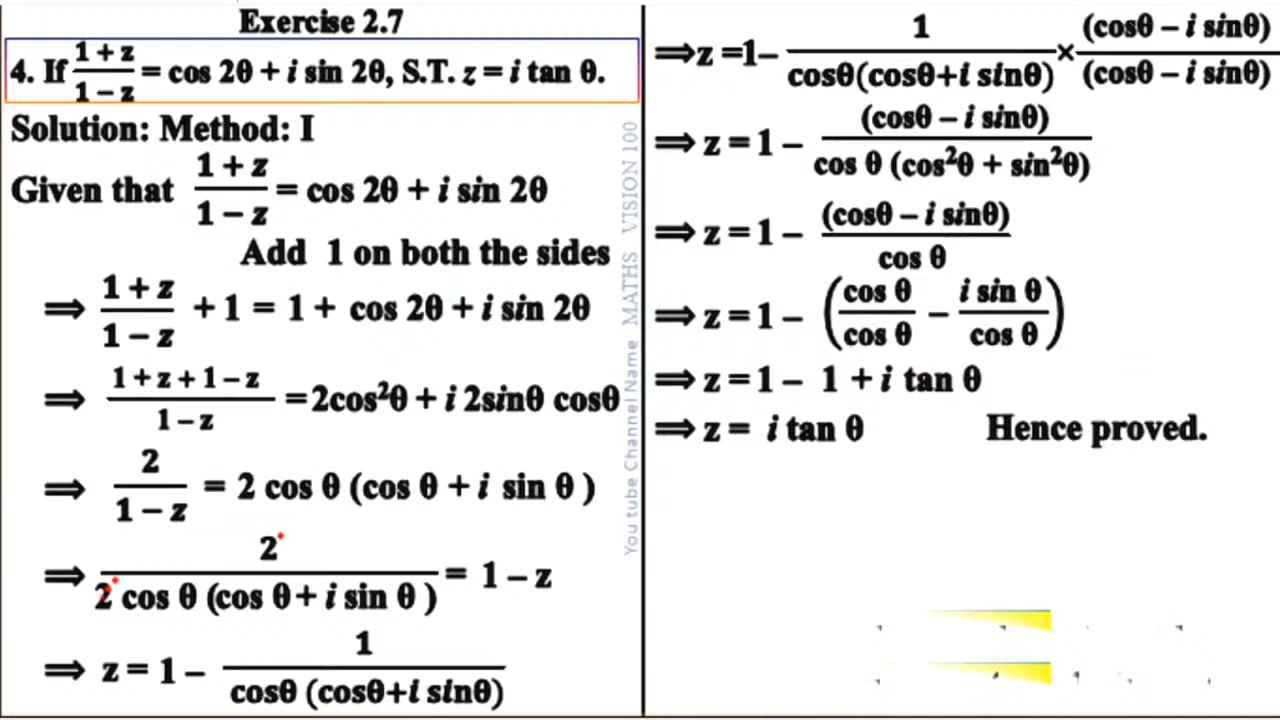 Exercise 2.7
4. If (1 + z)/(1 – z) = cos 2θ + i sin 2θ, S.T. z = i tan θ.
Solution: Method: I
Given that (1 + z)/(1 – z) = cos 2θ + i sin 2θ
Add 1 on both the sides
⟹ (1 + z)/(1 – z) + 1 = 1 + cos 2θ + i sin 2θ
⟹ (1 + z + 1 – z)/(1 – z) = 2cos²θ + i 2sinθ cosθ
⟹ 2/(1 – z) = 2 cos θ (cos θ + i sin θ )
⟹ 2/(2 cos θ (cos θ + i sin θ )) = 1 – z
⟹ z = 1 – 1/(cosθ (cosθ+i sinθ))
You tube Channel Name MATHS VISION 100
⟹ z =1– 1/(cosθ(cosθ+i sinθ)) × (cosθ – i sinθ)/(cosθ – i sinθ)
⟹ z = 1 – (cosθ – i sinθ)/(cos θ (cos²θ + sin²θ))
⟹ z = 1 – (cosθ – i sinθ)/(cos θ)
⟹ z = 1 – (cos θ/cos θ – i sin θ/cos θ)
⟹ z = 1 – 1 + i tan θ
⟹ z = i tan θ Hence proved.